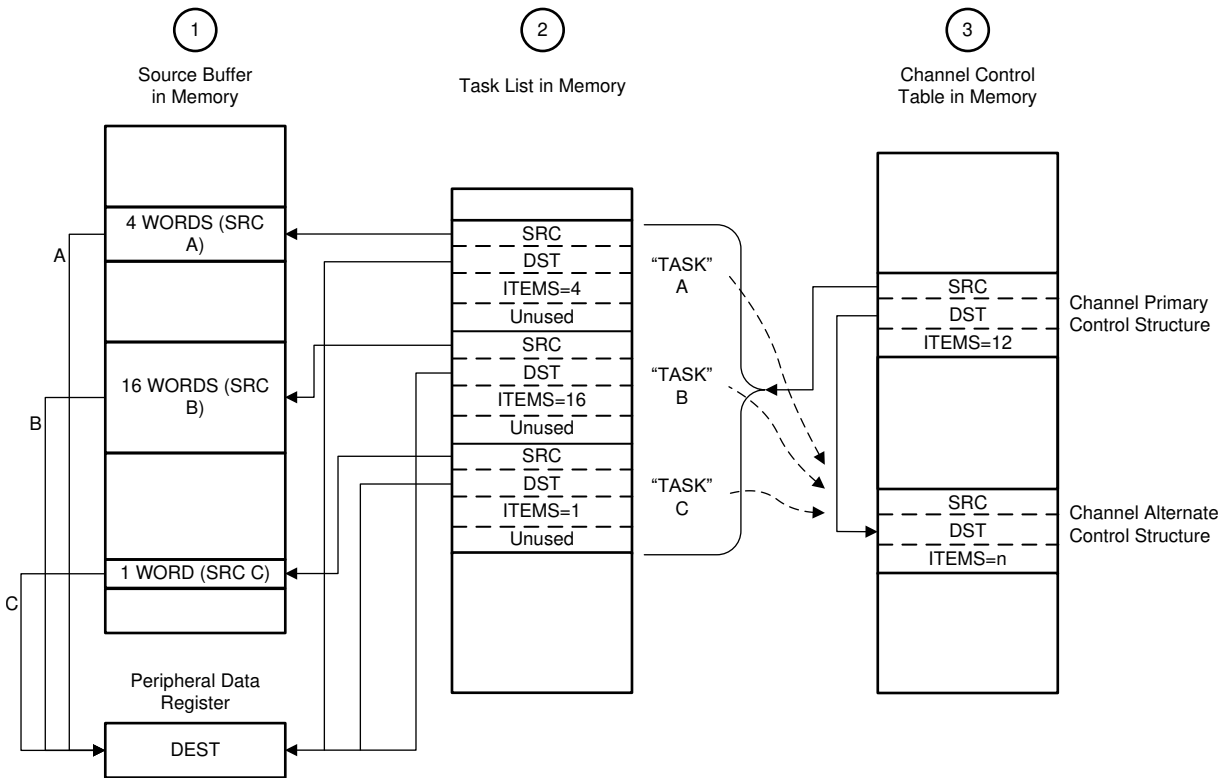 1
2
3
Source Buffer
in Memory
Task List in Memory
Channel Control
Table in Memory
4 WORDS (SRC
A)
A
16 WORDS (SRC
B)
B
1 WORD (SRC C)
C
Peripheral Data
Register
DEST
SRC
DST
ITEMS=4
Unused
SRC
DST
ITEMS=16
Unused
SRC
DST
ITEMS=1
Unused
“TASK”
A
“TASK”
B
“TASK”
C
SRC
DST
ITEMS=12
Channel Primary
Control Structure
SRC
DST
ITEMS=n
Channel Alternate
Control Structure